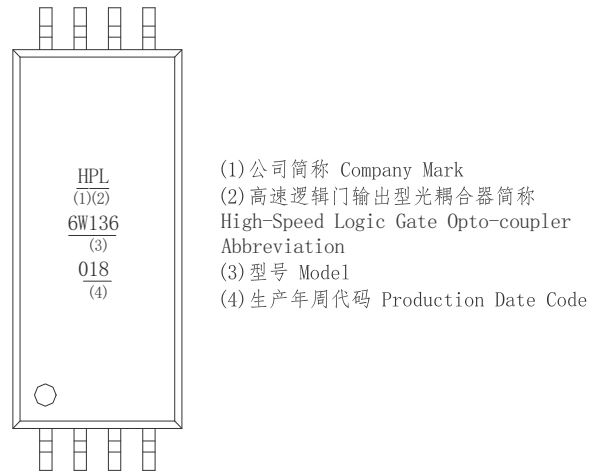 HPL
(1)(2)
6W136
(3)
018
(4)
(1)公司简称 Company Mark
(2)高速逻辑门输出型光耦合器简称
High-Speed Logic Gate Opto-coupler
Abbreviation
(3)型号 Model
(4)生产年周代码 Production Date Code